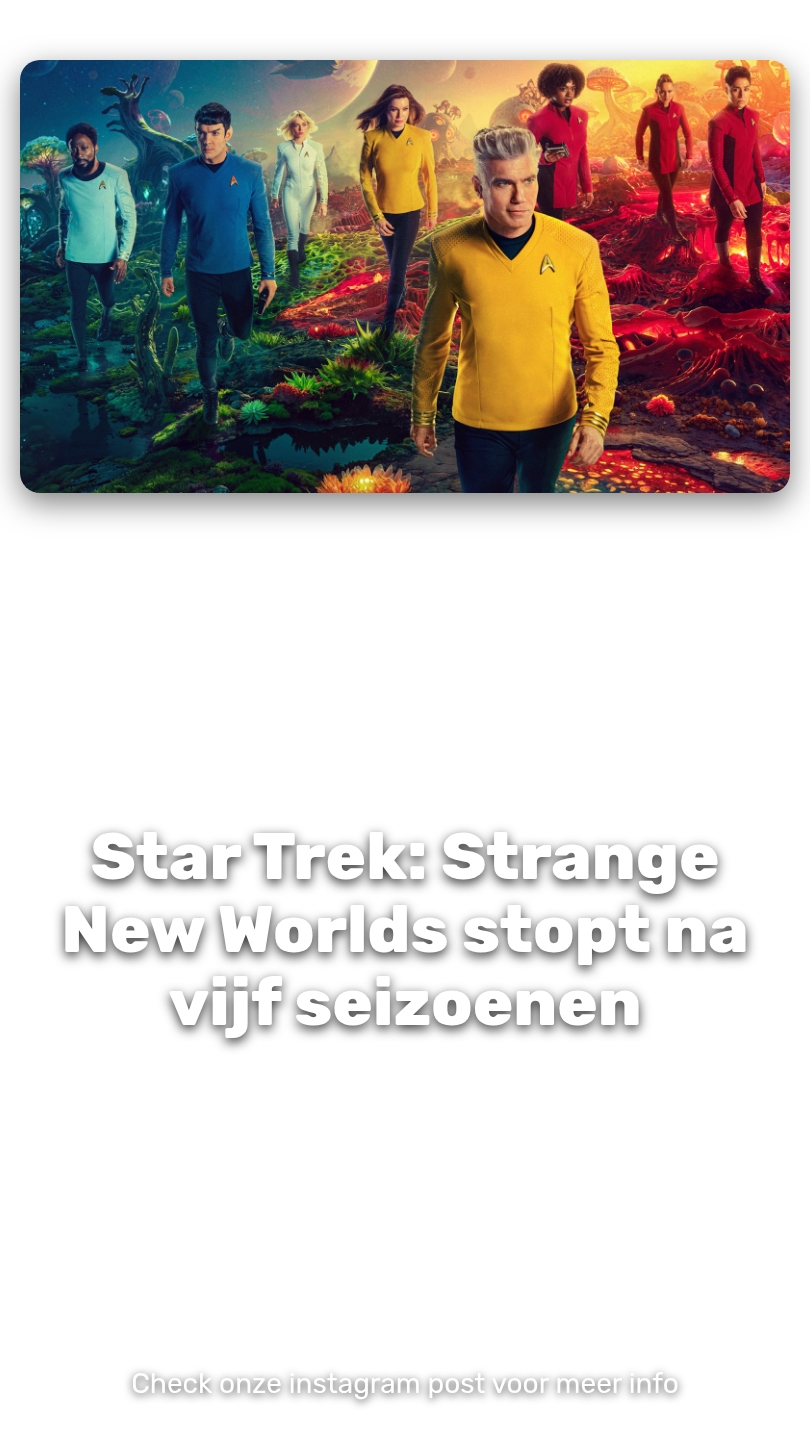 Star Trek: Strange
New Worlds stopt na
vijf seizoenen
Check onze instagram post voor meer info